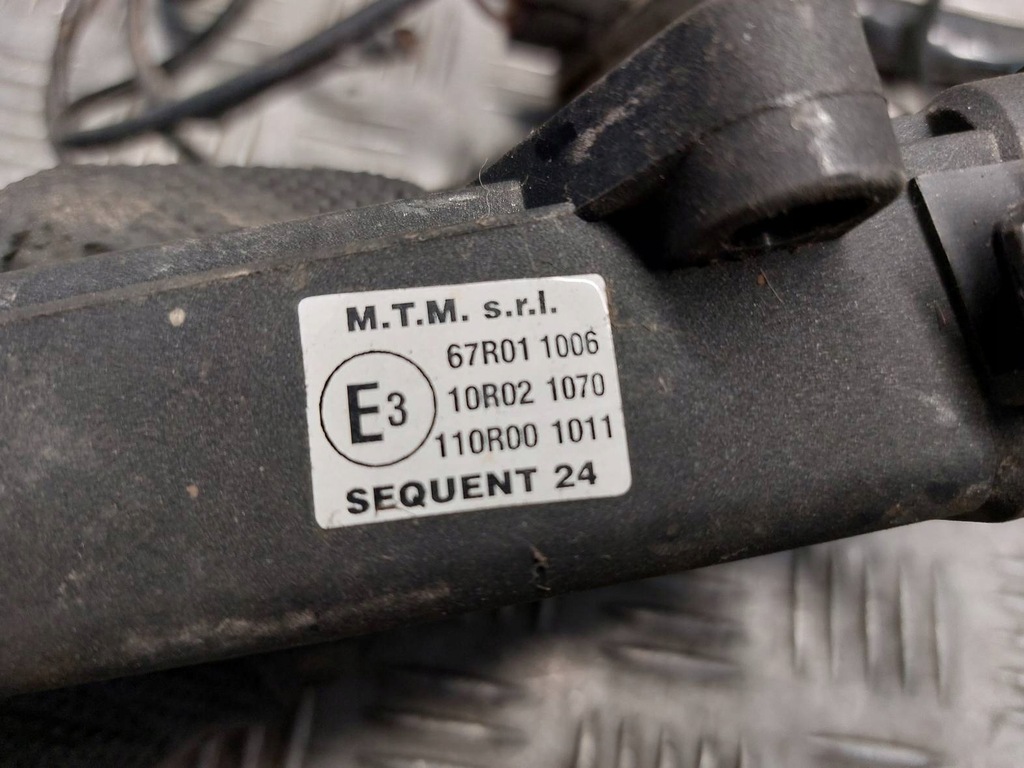 M.T.M. s.r.l.
67R01 1006
E3
10R02 1070
110R00 1011
SEQUENT 24